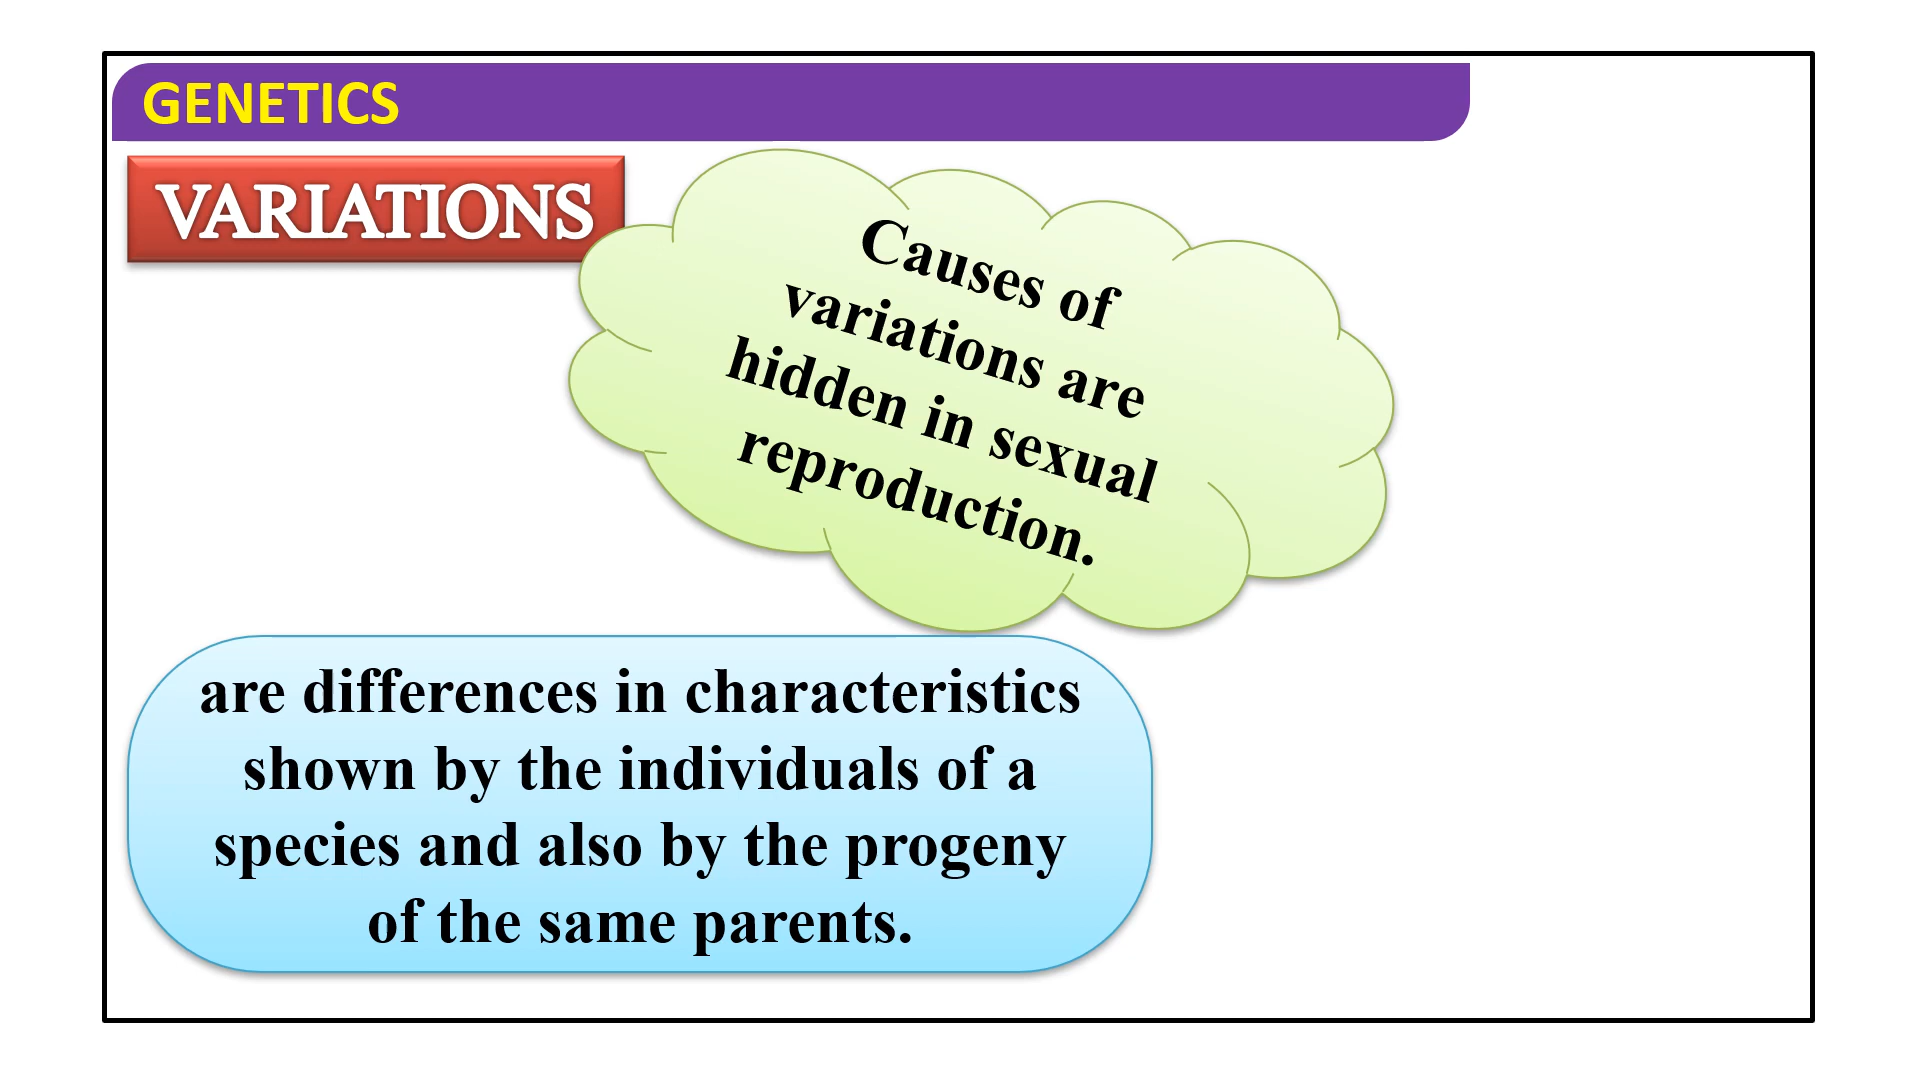 GENETICS
VARIATIONS
Causes of
variations are
hidden in sexual
reproduction.
are differences in characteristics
shown by the individuals of a
species and also by the progeny
of the same parents.